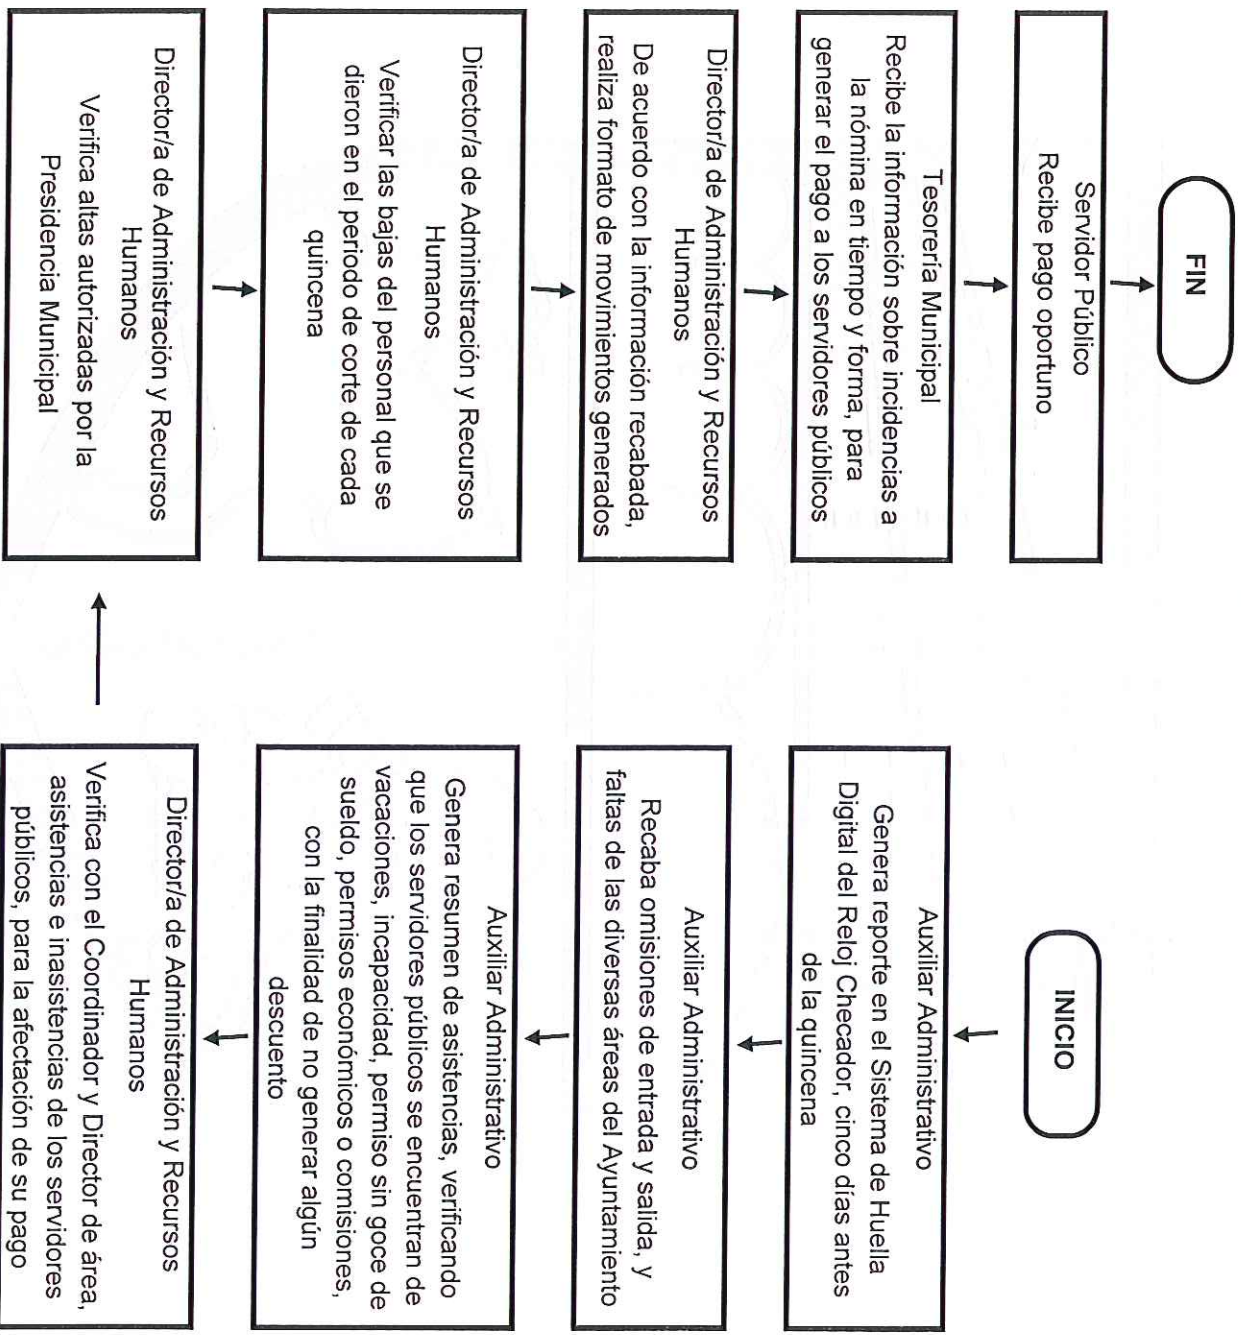 INICIO
Auxiliar Administrativo
Genera reporte en el Sistema de Huella
Digital del Reloj Checador, cinco días antes
de la quincena
Auxiliar Administrativo
Recaba omisiones de entrada y salida, y
faltas de las diversas áreas del Ayuntamiento
Auxiliar Administrativo
Genera resumen de asistencias, verificando
que los servidores públicos se encuentran de
vacaciones, incapacidad, permiso sin goce de
sueldo, permisos económicos o comisiones,
con la finalidad de no generar algún
descuento
Director/a de Administración y Recursos
Humanos
Verifica con el Coordinador y Director de área,
asistencias e inasistencias de los servidores
públicos, para la afectación de su pago
Director/a de Administración y Recursos
Humanos
Verifica altas autorizadas por la
Presidencia Municipal
Director/a de Administración y Recursos
Humanos
Verificar las bajas del personal que se
dieron en el periodo de corte de cada
quincena
Director/a de Administración y Recursos
Humanos
De acuerdo con la información recabada,
realiza formato de movimientos generados
Tesorería Municipal
Recibe la información sobre incidencias a
la nómina en tiempo y forma, para
generar el pago a los servidores públicos
Servidor Público
Recibe pago oportuno
FIN